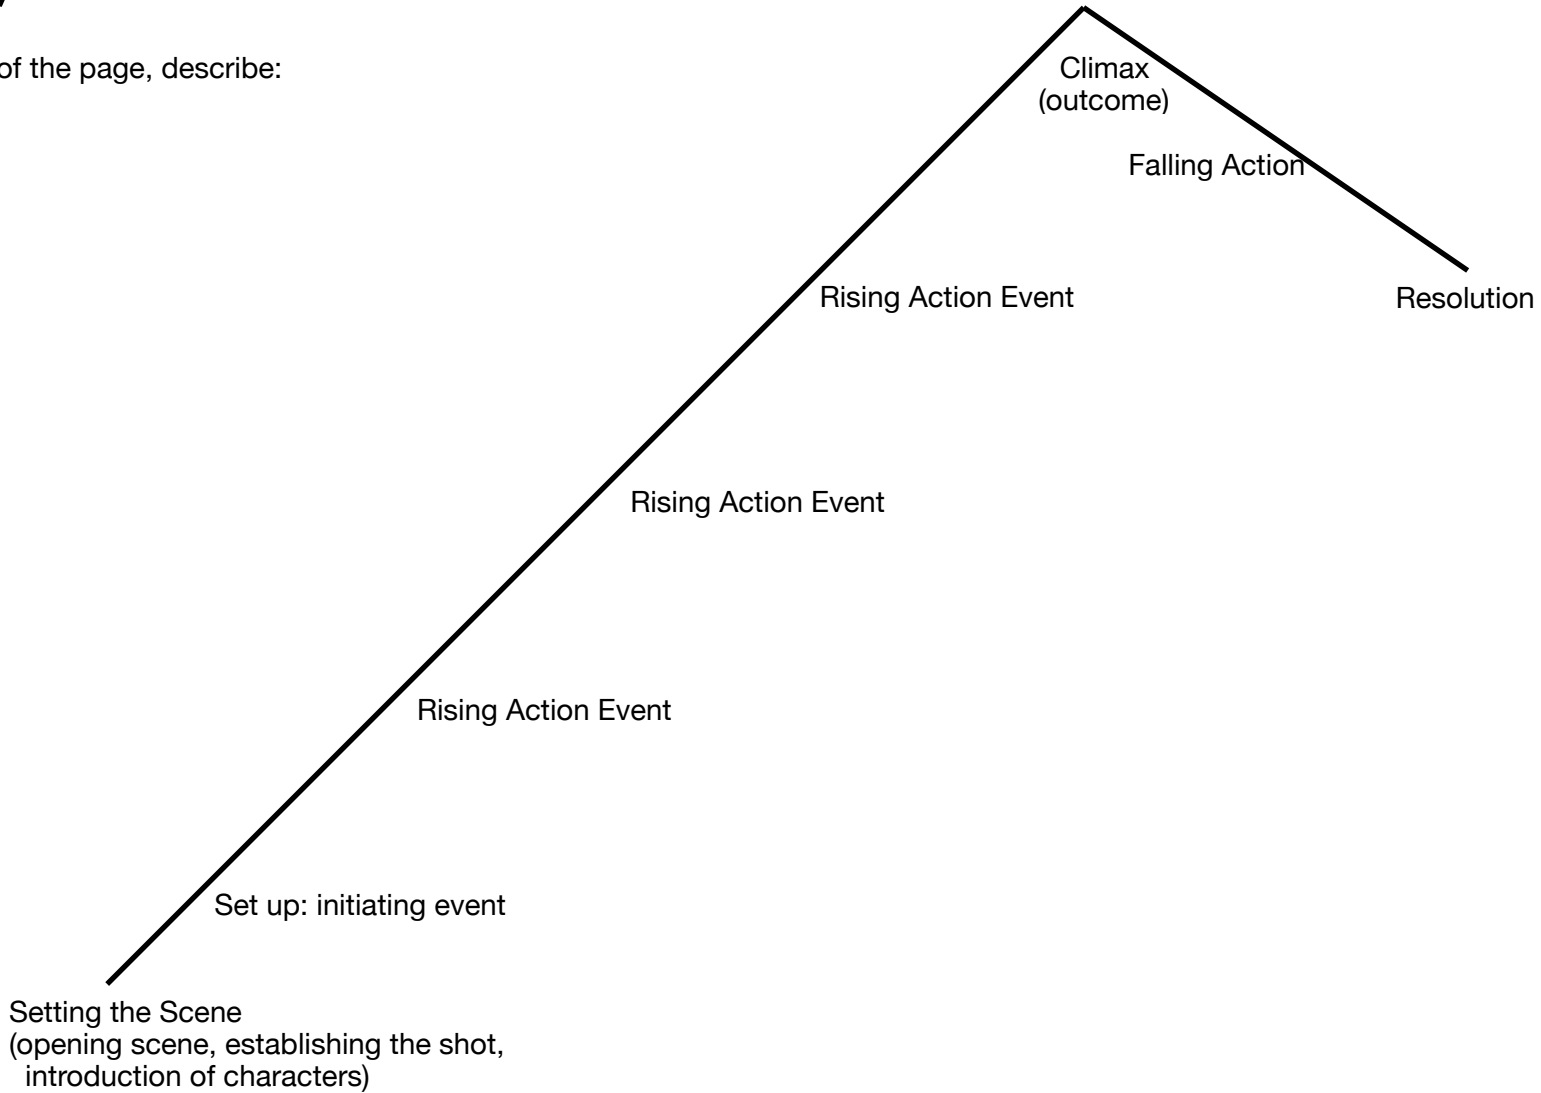 of the page, describe:
Climax
(outcome)
Falling Action
Rising Action Event
Resolution
Rising Action Event
Rising Action Event
Set up: initiating event
Setting the Scene
(opening scene, establishing the shot,
introduction of characters)